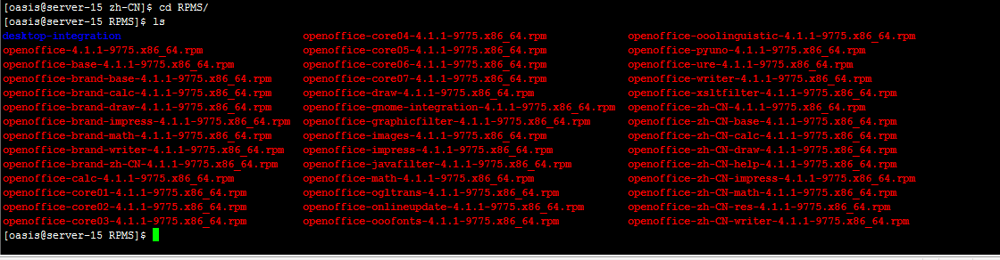 [oasis@server-15 zh-CN]$ cd RPMS/
[oasis@server-15 RPMS]$ ls
desktop-integration openoffice-core04-4.1.1-9775.x86_64.rpm openoffice-ooolinguistic-4.1.1-9775.x86_64.rpm
openoffice-4.1.1-9775.x86_64.rpm openoffice-core05-4.1.1-9775.x86_64.rpm openoffice-pyuno-4.1.1-9775.x86_64.rpm
openoffice-base-4.1.1-9775.x86_64.rpm openoffice-core06-4.1.1-9775.x86_64.rpm openoffice-ure-4.1.1-9775.x86_64.rpm
openoffice-brand-base-4.1.1-9775.x86_64.rpm openoffice-core07-4.1.1-9775.x86_64.rpm openoffice-writer-4.1.1-9775.x86_64.rpm
openoffice-brand-calc-4.1.1-9775.x86_64.rpm openoffice-draw-4.1.1-9775.x86_64.rpm openoffice-xsltfilter-4.1.1-9775.x86_64.rpm
openoffice-brand-draw-4.1.1-9775.x86_64.rpm openoffice-gnome-integration-4.1.1-9775.x86_64.rpm openoffice-zh-CN-4.1.1-9775.x86_64.rpm
openoffice-brand-impress-4.1.1-9775.x86_64.rpm openoffice-graphicfilter-4.1.1-9775.x86_64.rpm openoffice-zh-CN-base-4.1.1-9775.x86_64.rpm
openoffice-brand-math-4.1.1-9775.x86_64.rpm openoffice-images-4.1.1-9775.x86_64.rpm openoffice-zh-CN-calc-4.1.1-9775.x86_64.rpm
openoffice-brand-writer-4.1.1-9775.x86_64.rpm openoffice-impress-4.1.1-9775.x86_64.rpm openoffice-zh-CN-draw-4.1.1-9775.x86_64.rpm
openoffice-brand-zh-CN-4.1.1-9775.x86_64.rpm openoffice-javafilter-4.1.1-9775.x86_64.rpm openoffice-zh-CN-help-4.1.1-9775.x86_64.rpm
openoffice-calc-4.1.1-9775.x86_64.rpm openoffice-math-4.1.1-9775.x86_64.rpm openoffice-zh-CN-impress-4.1.1-9775.x86_64.rpm
openoffice-core01-4.1.1-9775.x86_64.rpm openoffice-ogltrans-4.1.1-9775.x86_64.rpm openoffice-zh-CN-math-4.1.1-9775.x86_64.rpm
openoffice-core02-4.1.1-9775.x86_64.rpm openoffice-onlineupdate-4.1.1-9775.x86_64.rpm openoffice-zh-CN-res-4.1.1-9775.x86_64.rpm
openoffice-core03-4.1.1-9775.x86_64.rpm openoffice-ooofonts-4.1.1-9775.x86_64.rpm openoffice-zh-CN-writer-4.1.1-9775.x86_64.rpm
[oasis@server-15 RPMS]$